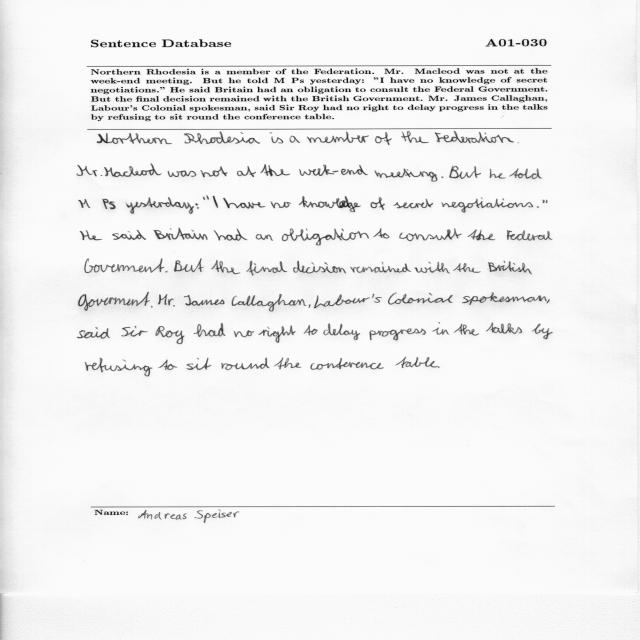 Sentence Database A01-030
Northern Rhodesia is a member of the Federation. Mr. Macleod was not at the
week-end meeting. But he told M Ps yesterday: "I have no knowledge of secret
negotiations." He said Britain had an obligation to consult the Federal Government.
But the final decision remained with the British Government. Mr. James Callaghan,
Labour's Colonial spokesman, said Sir Roy had no right to delay progress in the talks
by refusing to sit round the conference table.
Northern Rhodesia is a member of the Federation.
Mr. Macleod was not at the week-end meeting. But he told
M Ps yesterday: "I have no knowledge of secret negotiations."
He said Britain had an obligation to consult the Federal
Goverment. But the final decision remained with the British
Goverment. Mr. James Callaghan, Labour's Colonial spokesman,
said Sir Roy had no right to delay progress in the talks by
refusing to sit round the conference table.
Name: Andreas Speiser